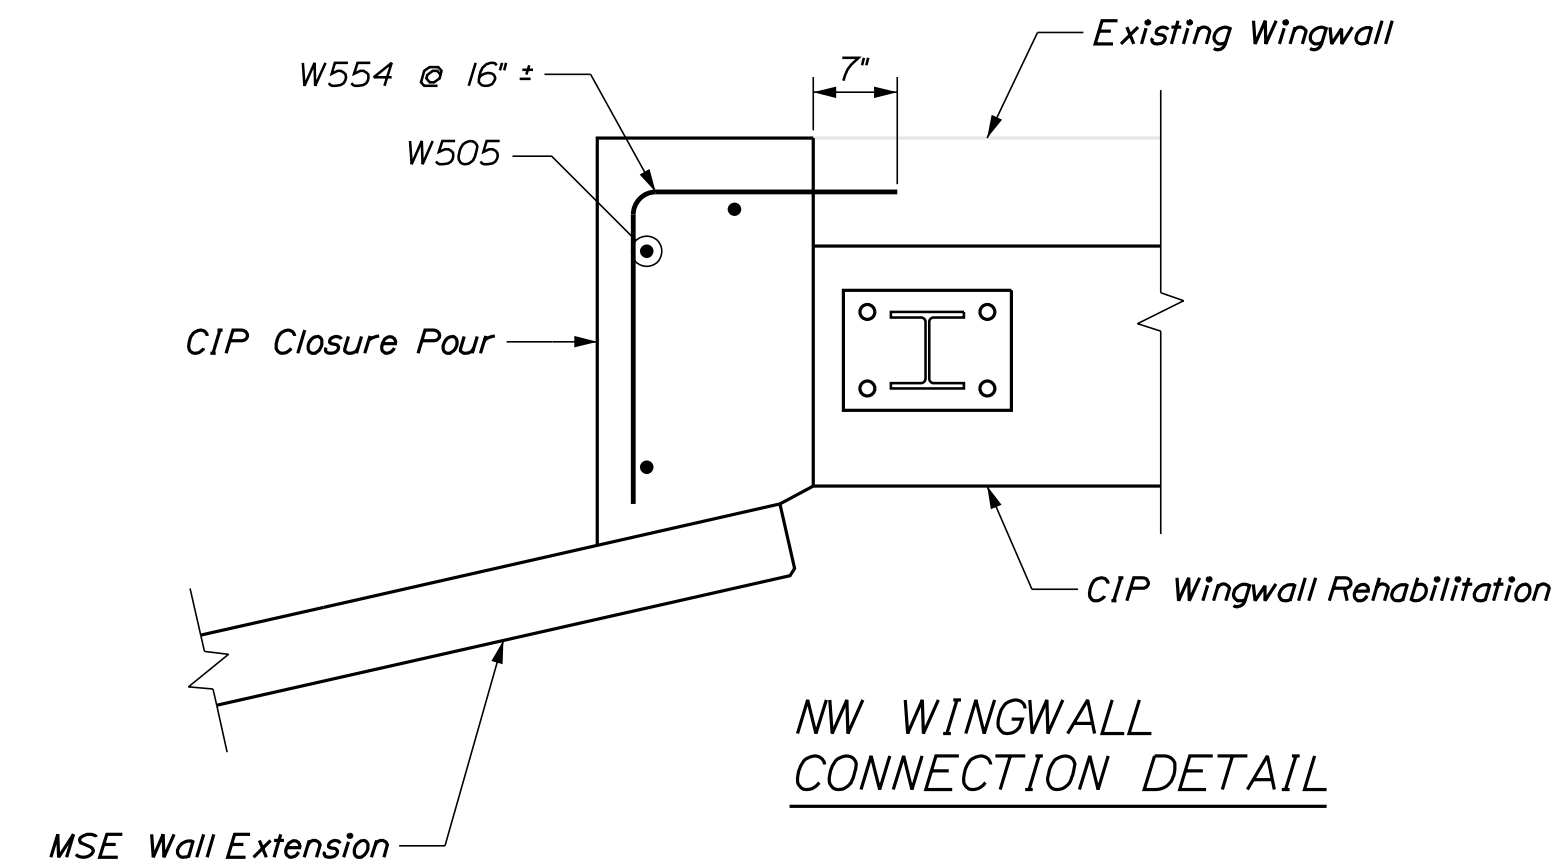 Existing Wingwall
W554 @ 16" ±
7"
W505
CIP Closure Pour
CIP Wingwall Rehabilitation
MSE Wall Extension
NW WINGWALL
CONNECTION DETAIL